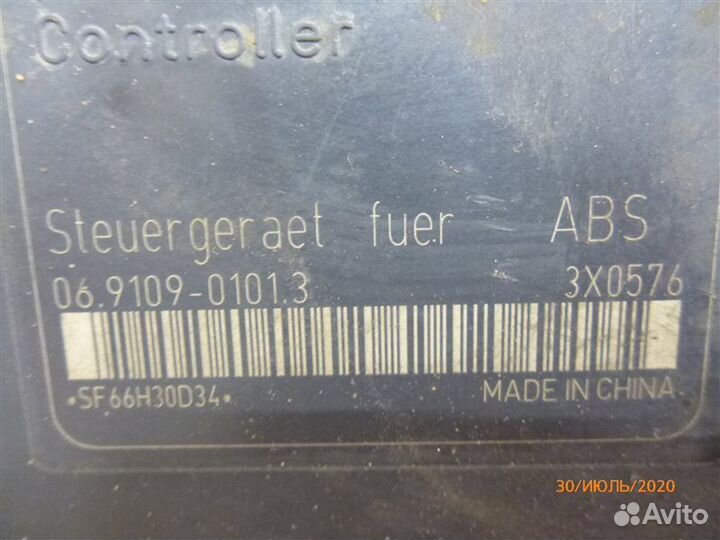 Controller
Steuergeraet fuer ABS
06.9109-0101.3 3X0576
*SF66H30D34* MADE IN CHINA
30/ИЮЛЬ/2020
Avito